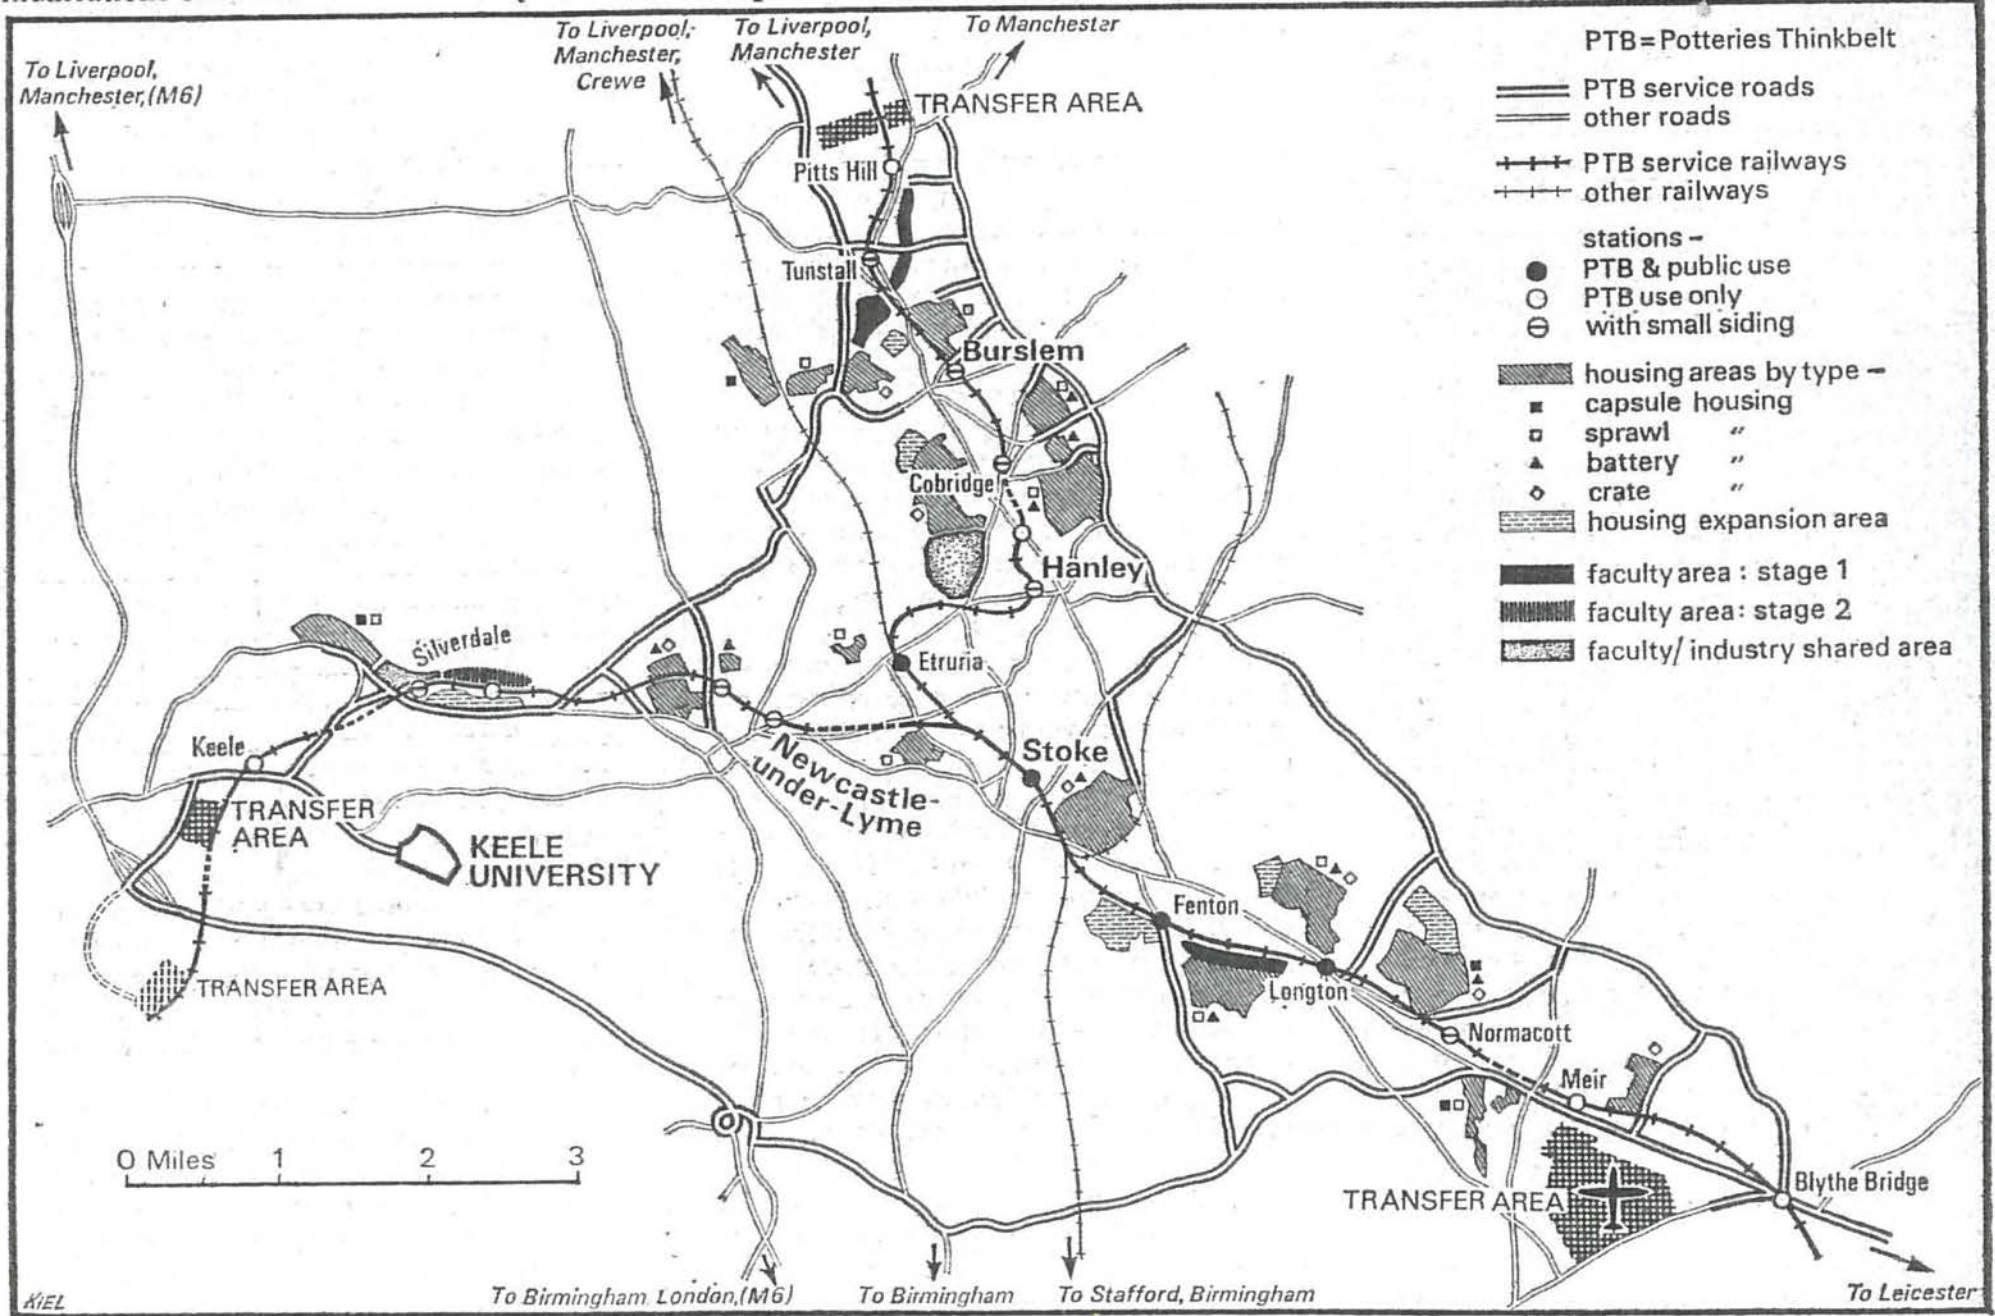 To Liverpool,
Manchester,(M6)
To Liverpool,
Manchester,
Crewe
To Liverpool,
Manchester
To Manchester
TRANSFER AREA
Pitts Hill
Tunstall
Burslem
Cobridge
Hanley
Etruria
Silverdale
Keele
TRANSFER
AREA
KEELE
UNIVERSITY
TRANSFER AREA
Newcastle-
under-Lyme
Stoke
Fenton
Longton
Normacott
Meir
Blythe Bridge
TRANSFER AREA
0 Miles 1 2 3
KIEL
To Birmingham London,(M6)
To Birmingham
To Stafford, Birmingham
To Leicester
PTB=Potteries Thinkbelt
PTB service roads
other roads
PTB service railways
other railways
stations –
PTB & public use
PTB use only
with small siding
housing areas by type –
capsule housing
sprawl "
battery "
crate "
housing expansion area
faculty area : stage 1
faculty area: stage 2
faculty/ industry shared area